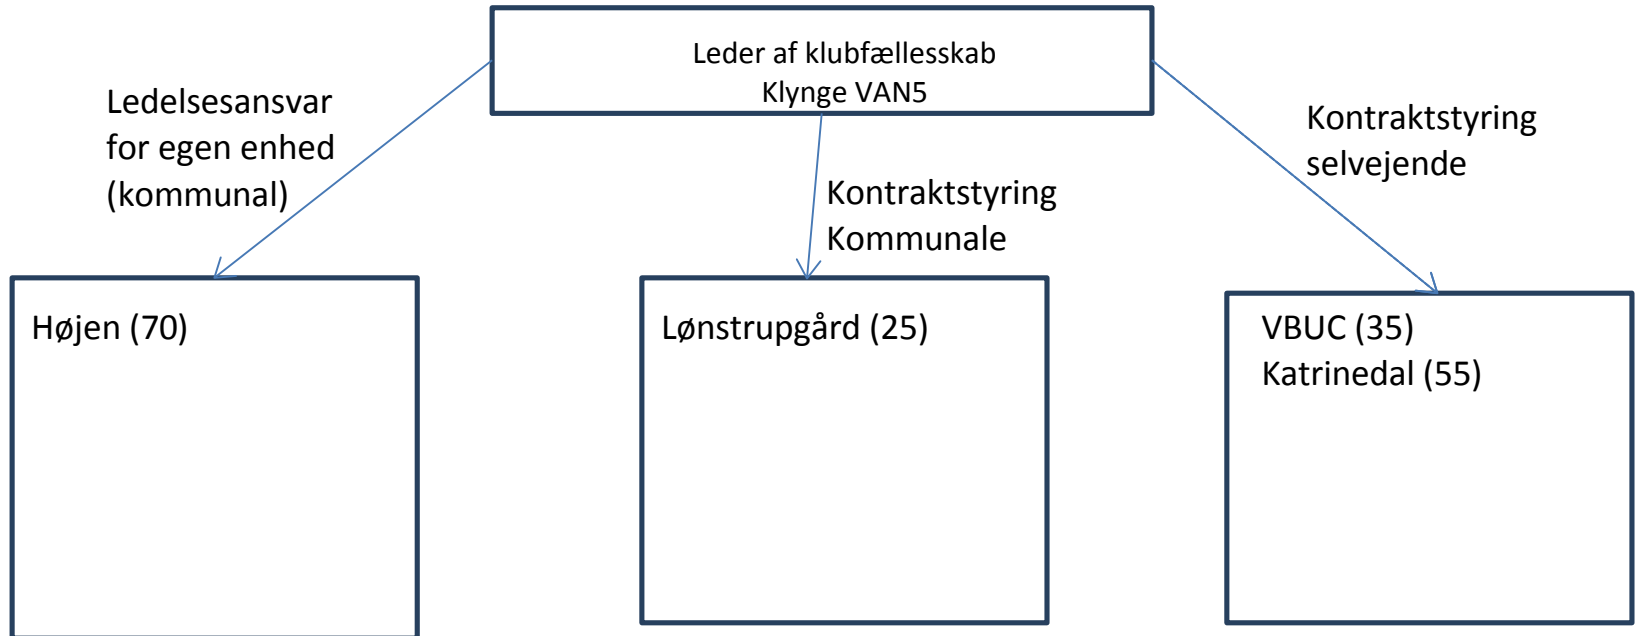 Leder af klubfællesskab
Klynge VAN5
Ledelsesansvar
for egen enhed
(kommunal)
Kontraktstyring
Kommunale
Kontraktstyring
selvejende
Højen (70)
Lønstrupgård (25)
VBUC (35)
Katrinedal (55)